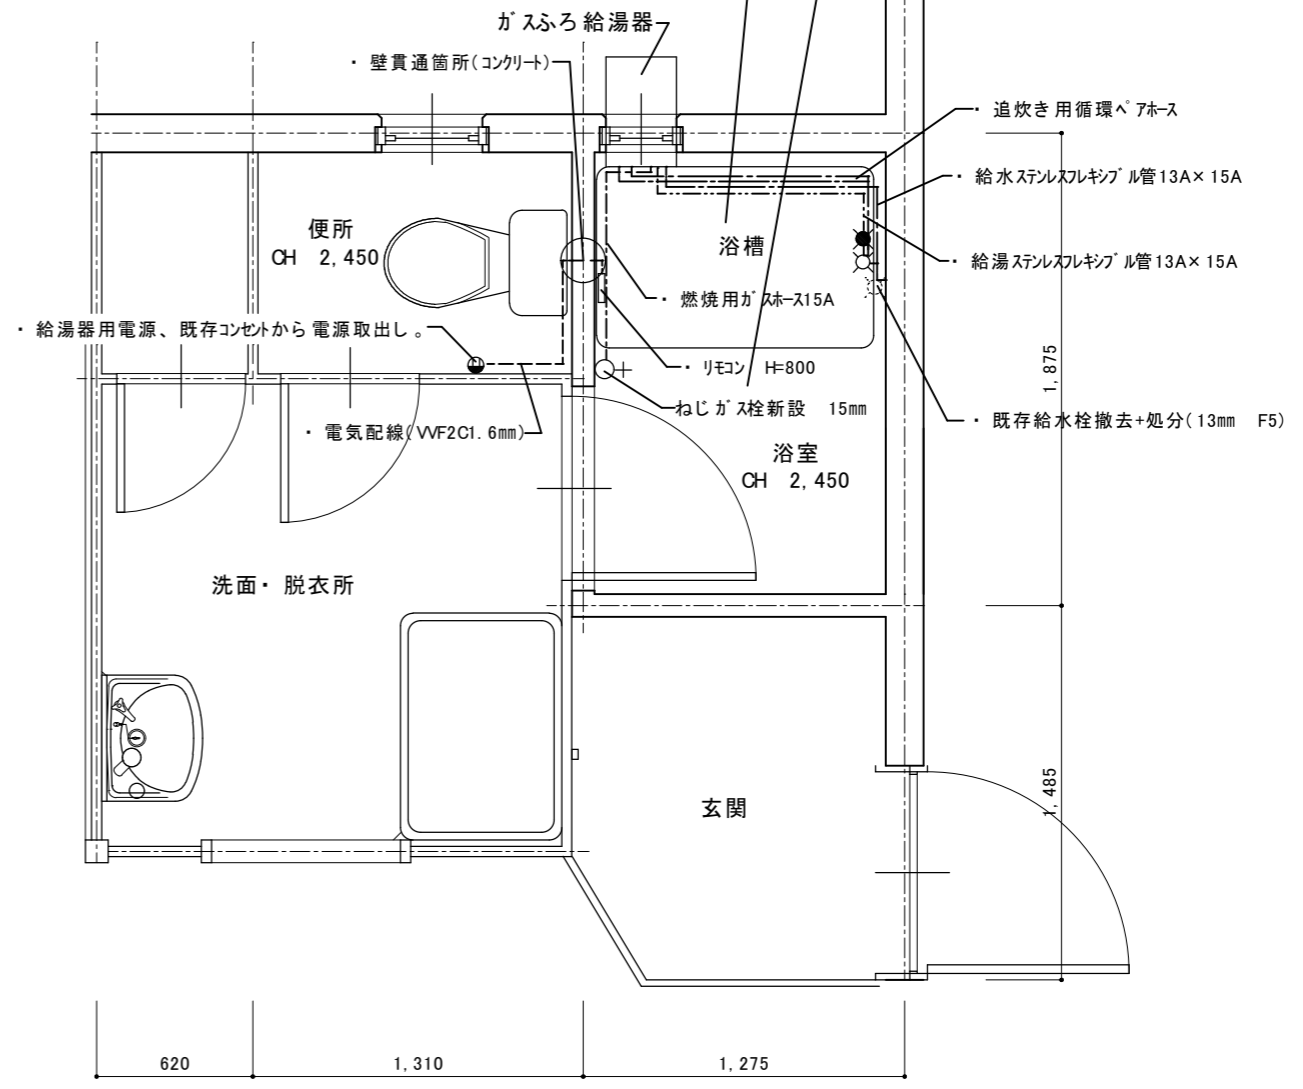 ガスふろ給湯器
・ 壁貫通箇所(コンクリート)
・ 追炊き用循環ペアホース
・ 給水ステンレスフレキシブル管13A×15A
便所
CH 2,450
浴槽
・ 給湯ステンレスフレキシブル管13A×15A
・ 燃焼用ガスホース15A
・ 給湯器用電源、既存コンセントから電源取出し。
・ リモコン H=800
1,875
ねじガス栓新設 15mm
・ 既存給水栓撤去+処分(13mm F5)
・ 電気配線(VVF2C1.6mm)
浴室
CH 2,450
洗面・脱衣所
1,485
玄関
620
1,310
1,275